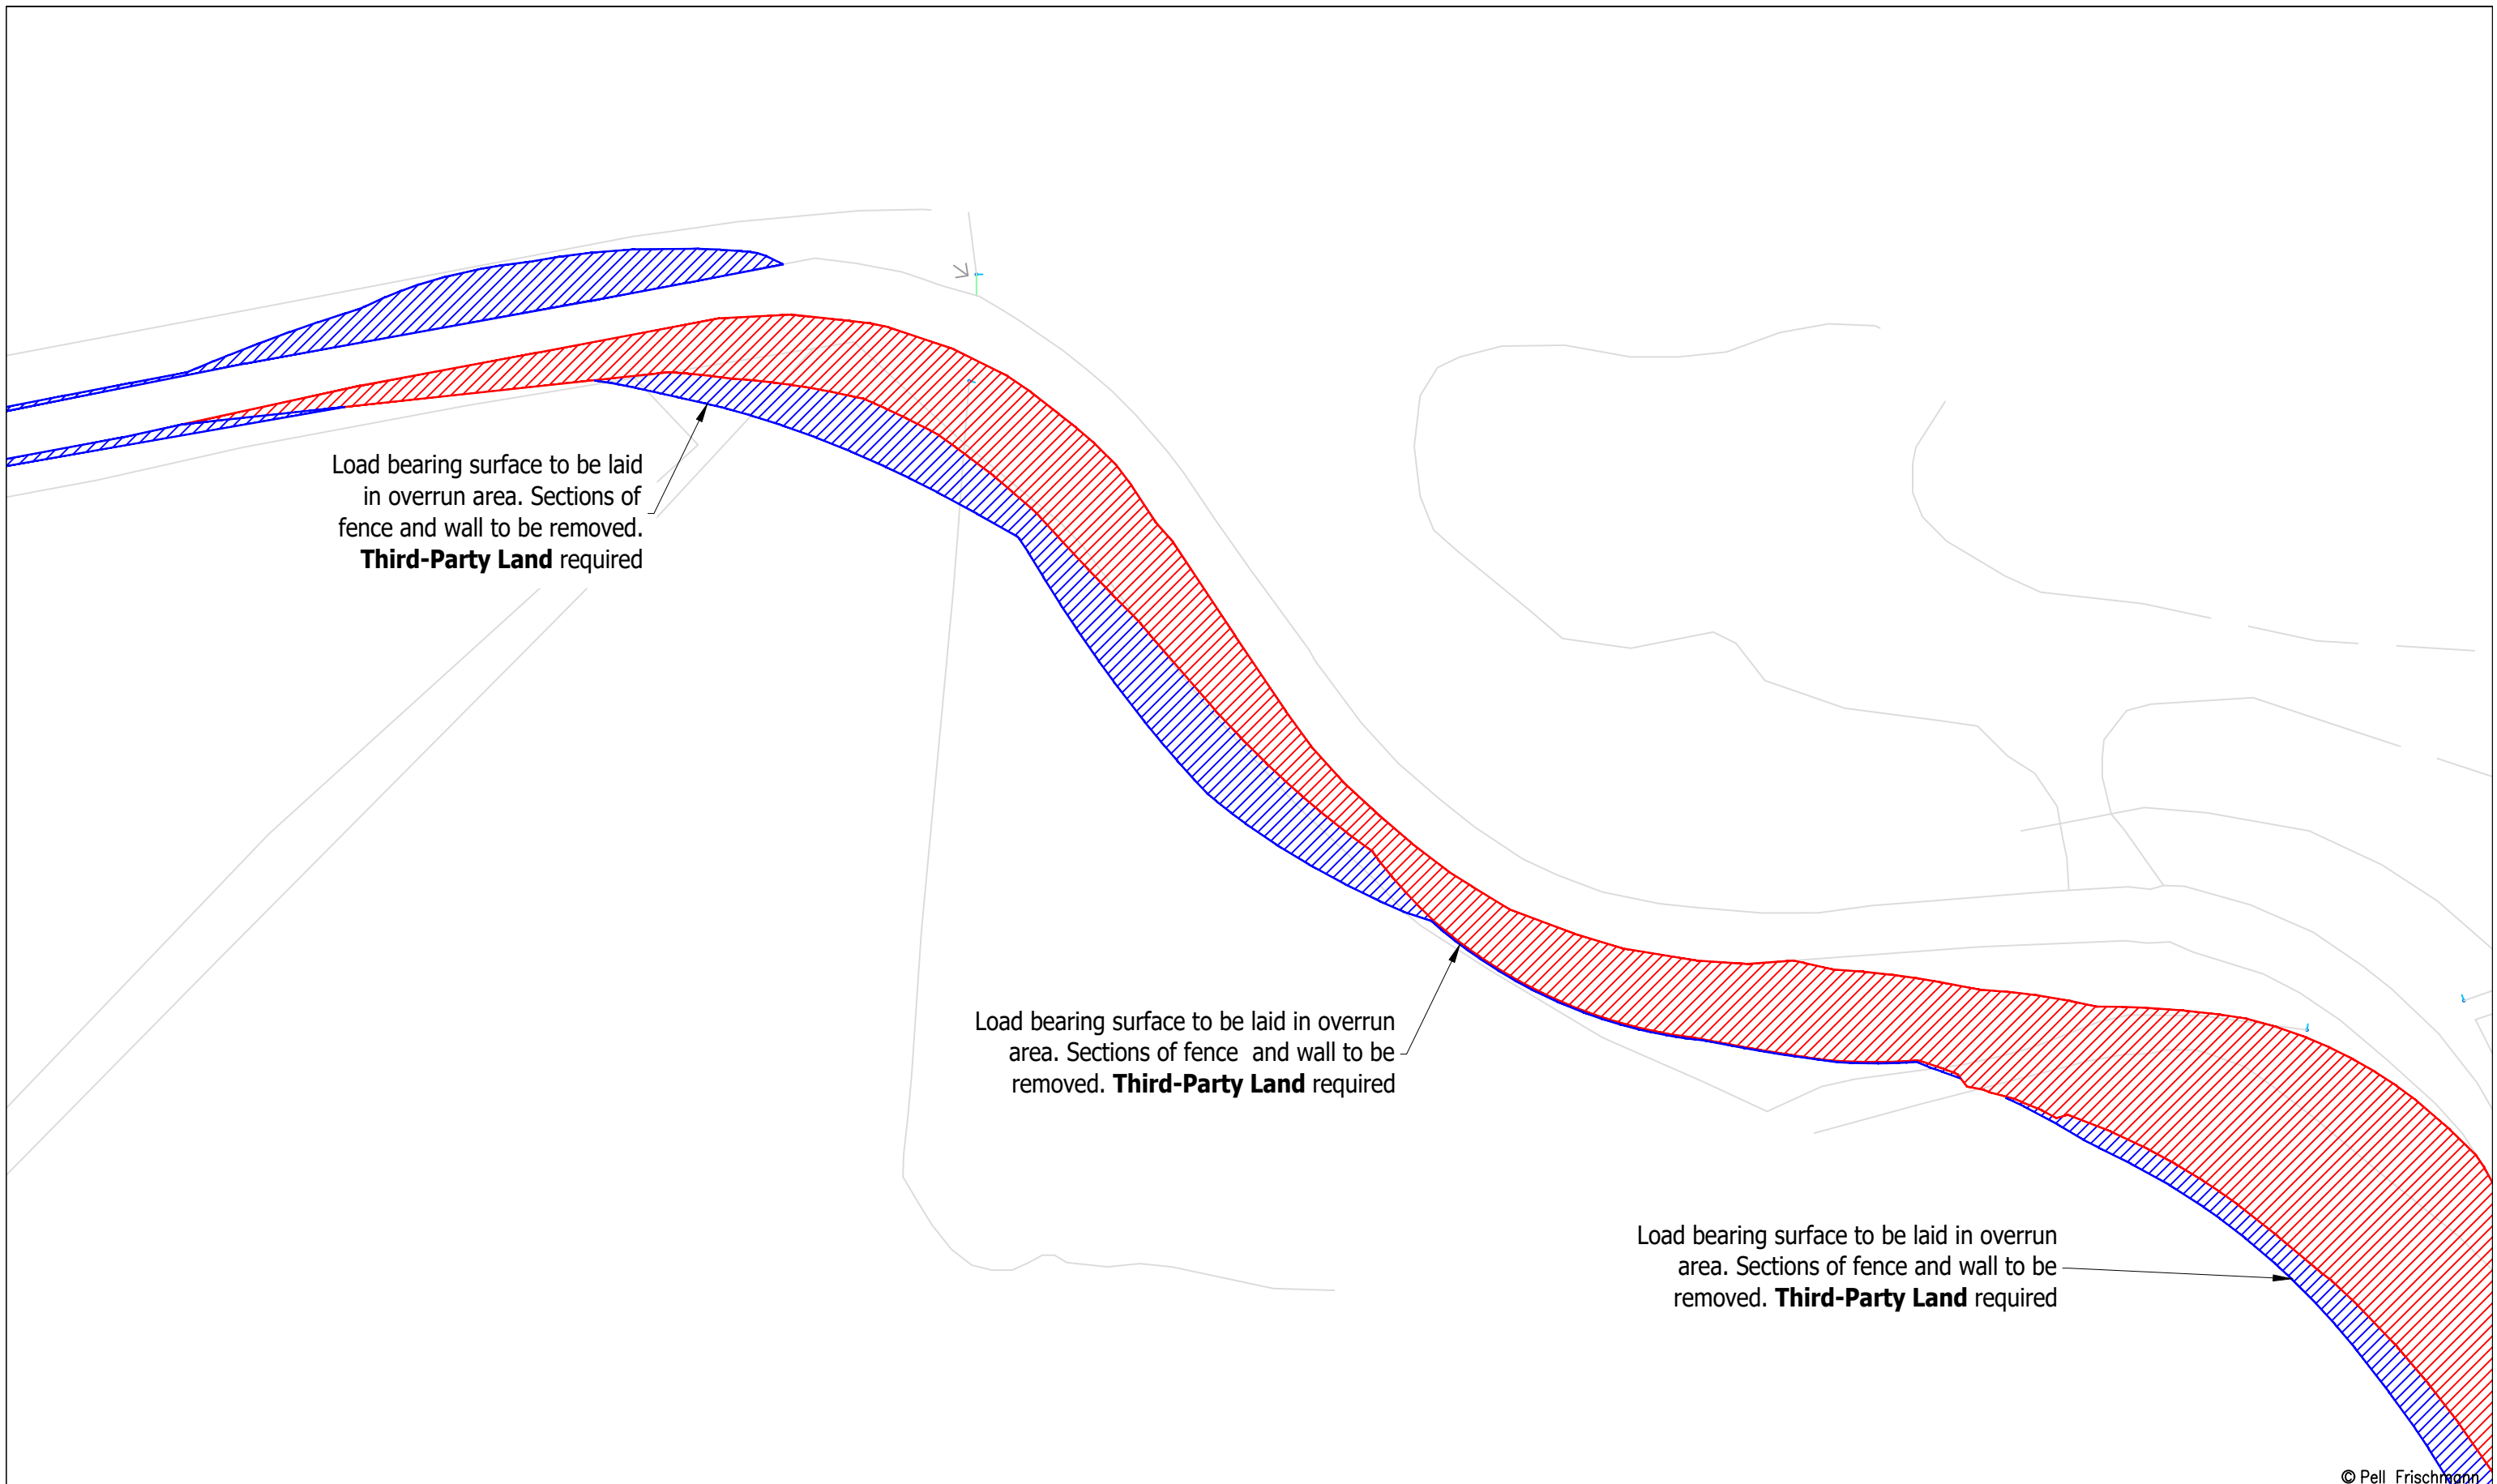 Load bearing surface to be laid
in overrun area. Sections of
fence and wall to be removed.
Third-Party Land required
Load bearing surface to be laid in overrun
area. Sections of fence  and wall to be
removed. Third-Party Land required
Load bearing surface to be laid in overrun
area. Sections of fence and wall to be
removed. Third-Party Land required
© Pell Frischmann